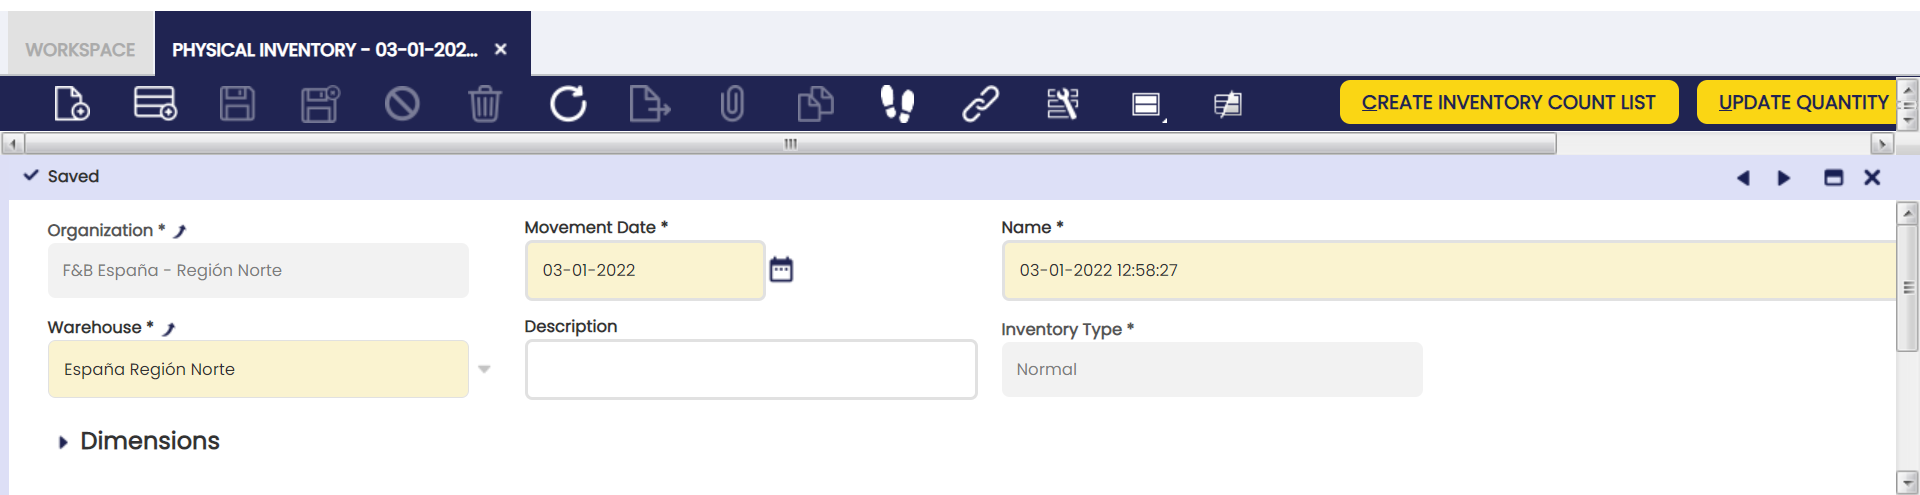 WORKSPACE
PHYSICAL INVENTORY - 03-01-202...
CREATE INVENTORY COUNT LIST
UPDATE QUANTITY
Saved
Organization *
Movement Date *
Name *
F&B España - Región Norte
03-01-2022
03-01-2022 12:58:27
Warehouse *
Description
Inventory Type *
España Región Norte
Normal
Dimensions